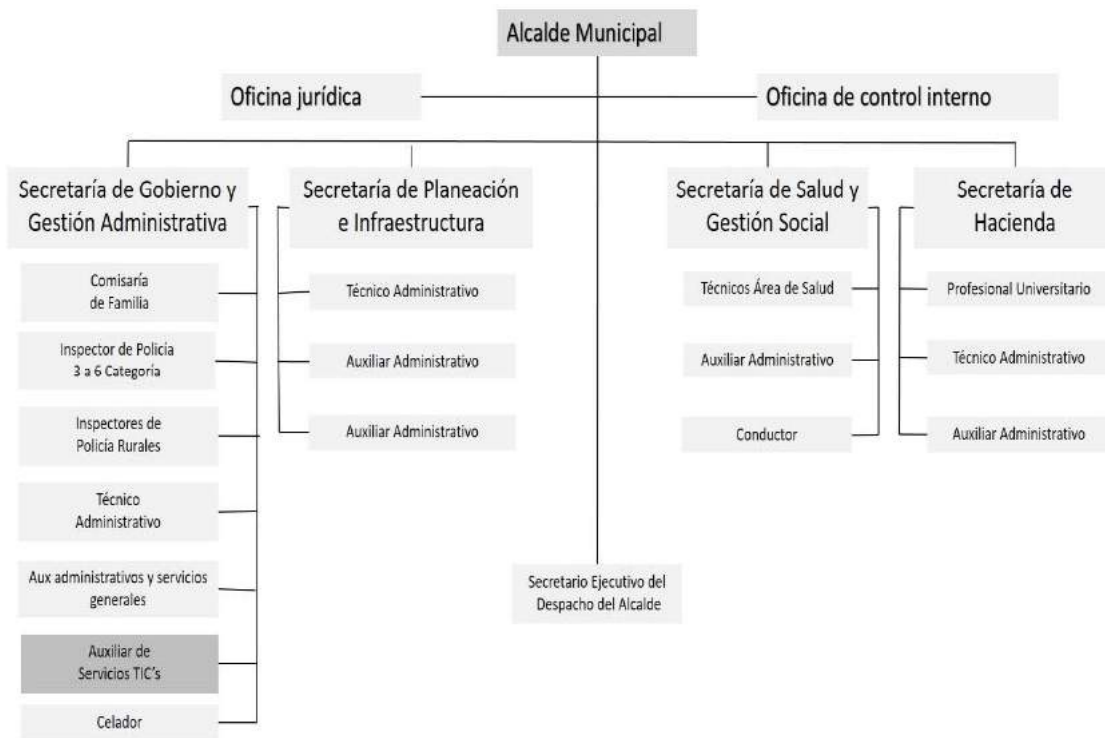 Alcalde Municipal
Oficina jurídica
Oficina de control interno
Secretaría de Gobierno y
Gestión Administrativa
Comisaría
de Familia
Inspector de Policía
3 a 6 Categoría
Inspectores de
Policía Rurales
Técnico
Administrativo
Aux administrativos y servicios
generales
Auxiliar de
Servicios TIC's
Celador
Secretaría de Planeación
e Infraestructura
Técnico Administrativo
Auxiliar Administrativo
Auxiliar Administrativo
Secretaría de Salud y
Gestión Social
Técnicos Área de Salud
Auxiliar Administrativo
Conductor
Secretaría de
Hacienda
Profesional Universitario
Técnico Administrativo
Auxiliar Administrativo
Secretario Ejecutivo del
Despacho del Alcalde